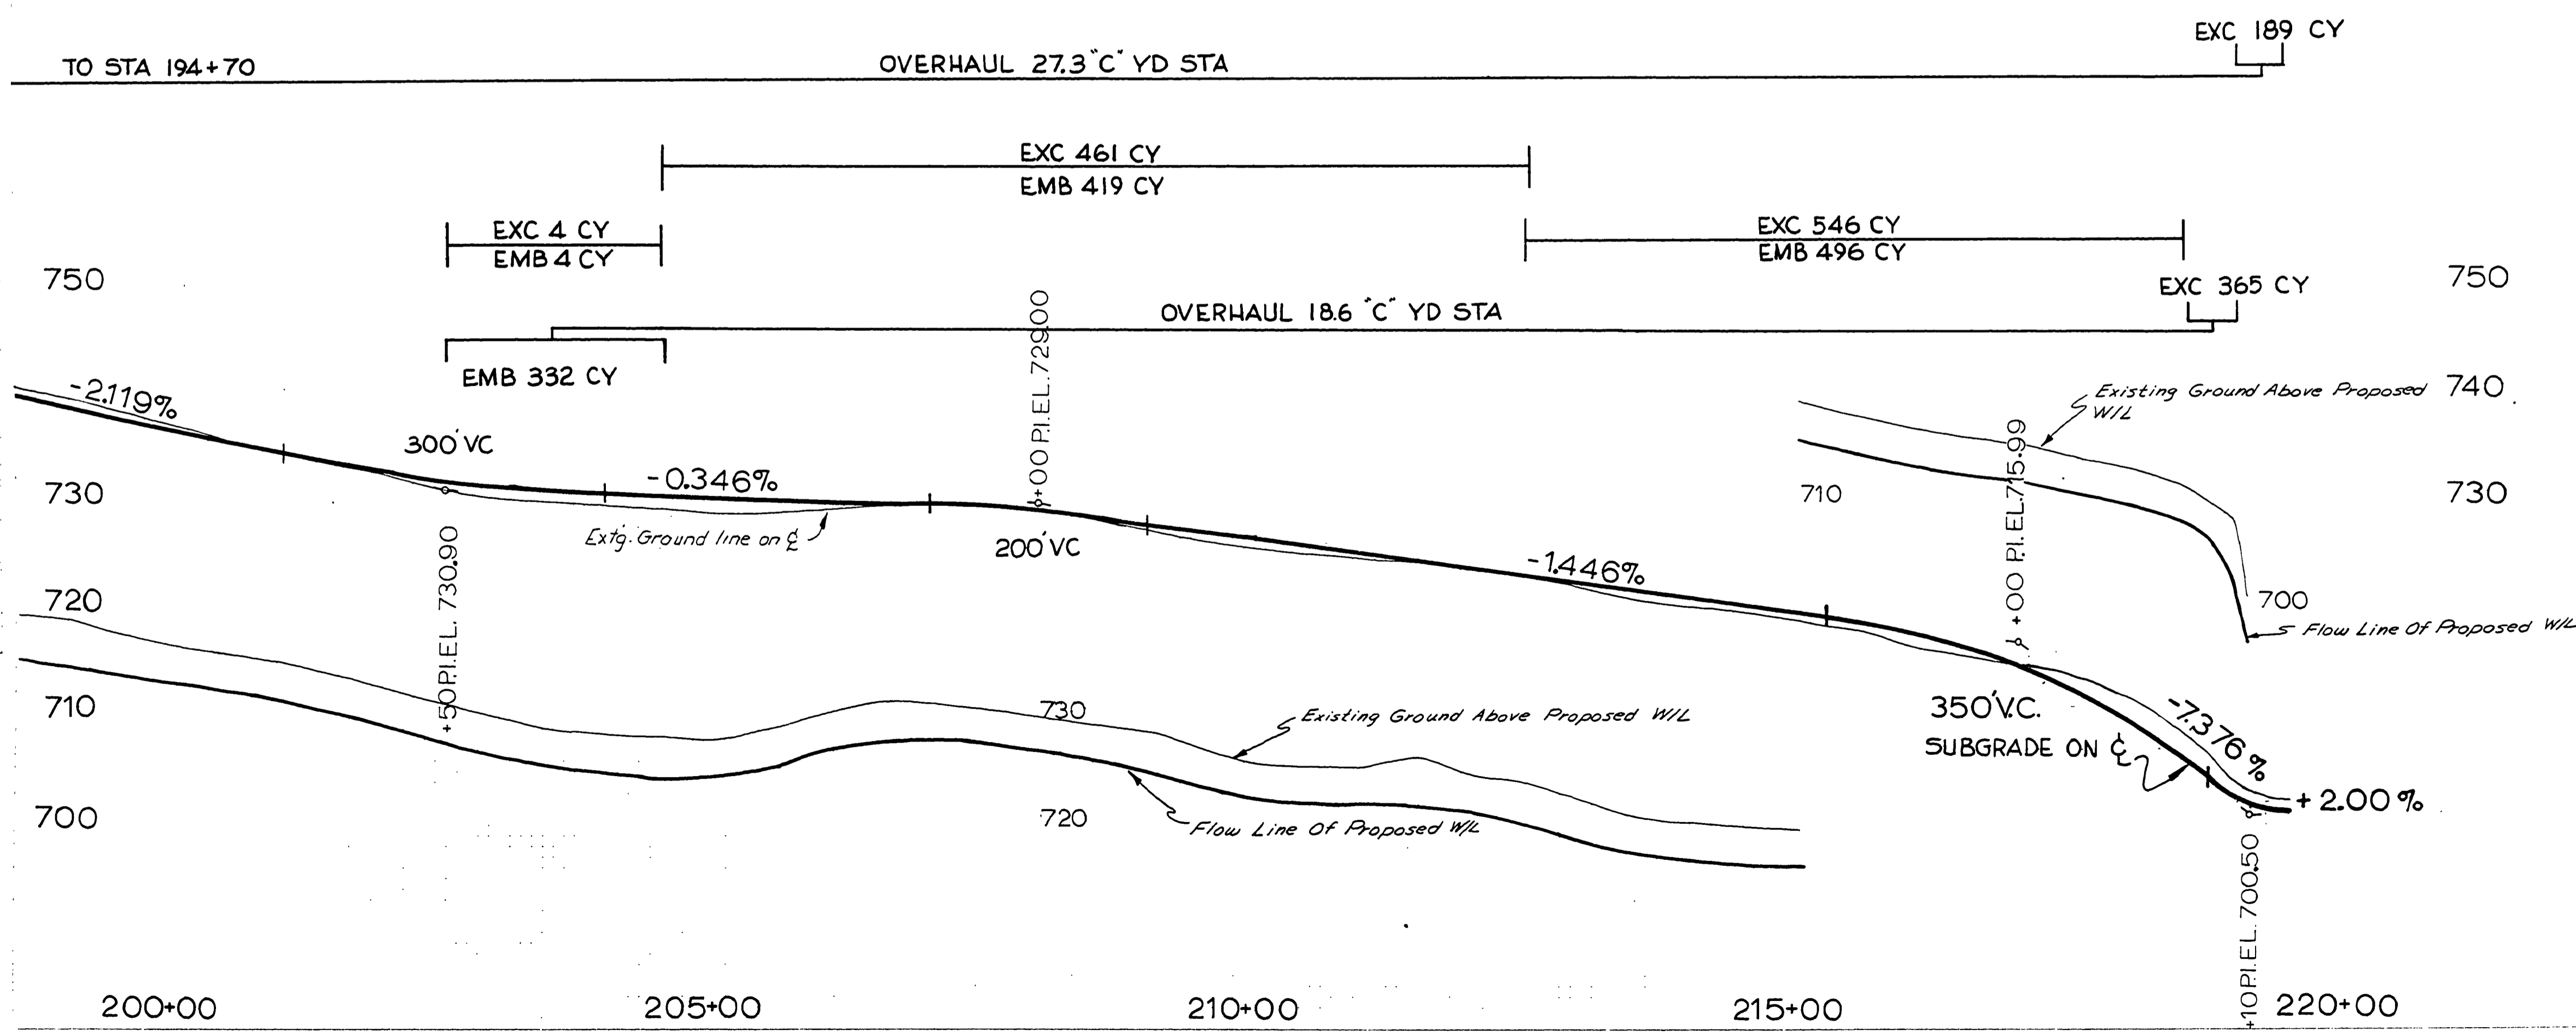 EXC 189 CY
TO STA 194+70
OVERHAUL 27.3 "C" YD STA
EXC 461 CY
EMB 419 CY
EXC 4 CY
EMB 4 CY
EXC 546 CY
EMB 496 CY
750
750
EXC 365 CY
OVERHAUL 18.6 "C" YD STA
EMB 332 CY
+00 P.I. EL. 729.00
-2.119%
Existing Ground Above Proposed
W/L
740
300' VC
-0.346%
730
710
730
+00 P.I. EL. 715.99
Extg. Ground line on ℄
200' VC
-1.446%
720
700
Flow Line Of Proposed W/L
+50 P.I. EL. 730.90
710
730
Existing Ground Above Proposed W/L
350' V.C.
-7.376%
SUBGRADE ON ℄
+2.00%
700
720
Flow Line Of Proposed W/L
+10 P.I. EL. 700.50
200+00
205+00
210+00
215+00
220+00